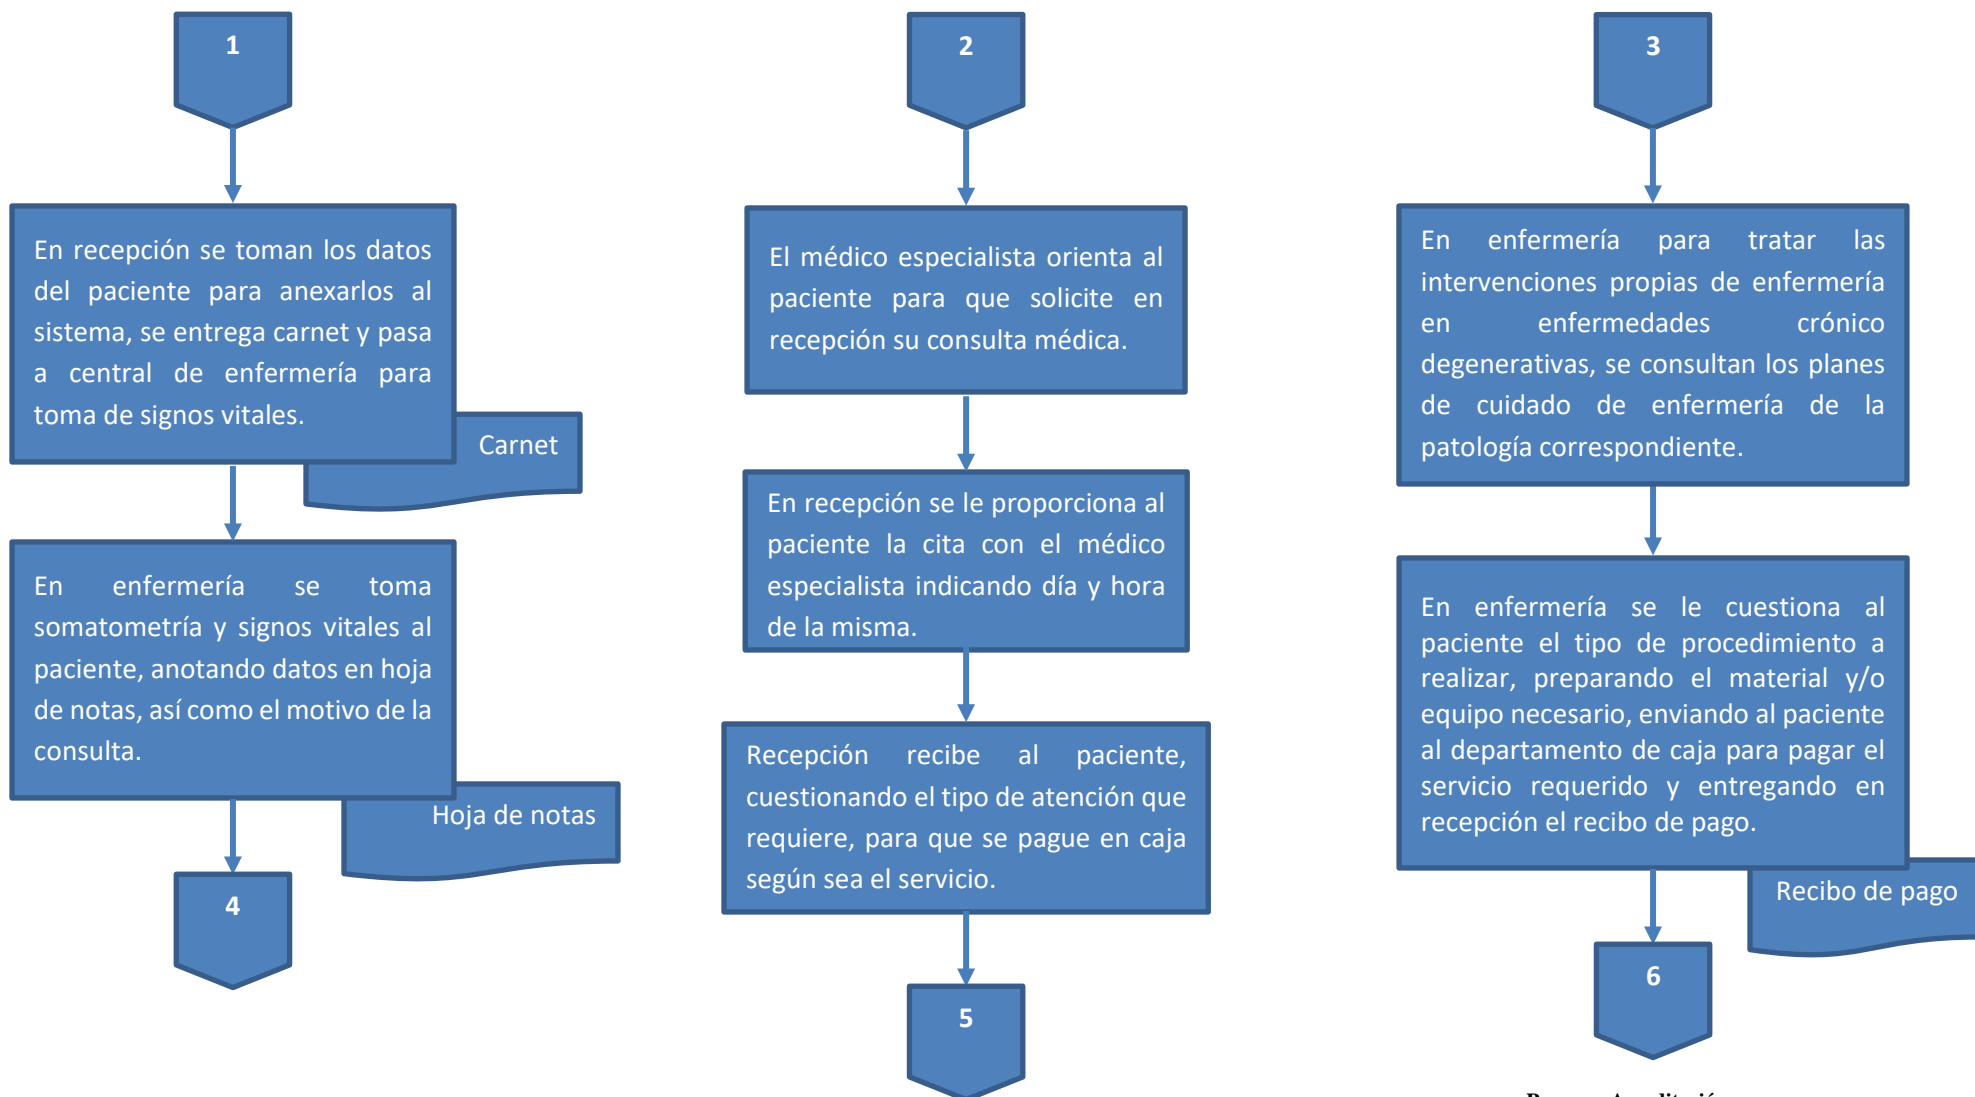 1
En recepción se toman los datos
del paciente para anexarlos al
sistema, se entrega carnet y pasa
a central de enfermería para
toma de signos vitales.
Carnet
En enfermería se toma
somatometría y signos vitales al
paciente, anotando datos en hoja
de notas, así como el motivo de la
consulta.
Hoja de notas
4
2
El médico especialista orienta al
paciente para que solicite en
recepción su consulta médica.
En recepción se le proporciona al
paciente la cita con el médico
especialista indicando día y hora
de la misma.
Recepción recibe al paciente,
cuestionando el tipo de atención que
requiere, para que se pague en caja
según sea el servicio.
5
3
En enfermería para tratar las
intervenciones propias de enfermería
en enfermedades crónico
degenerativas, se consultan los planes
de cuidado de enfermería de la
patología correspondiente.
En enfermería se le cuestiona al
paciente el tipo de procedimiento a
realizar, preparando el material y/o
equipo necesario, enviando al paciente
al departamento de caja para pagar el
servicio requerido y entregando en
recepción el recibo de pago.
Recibo de pago
6